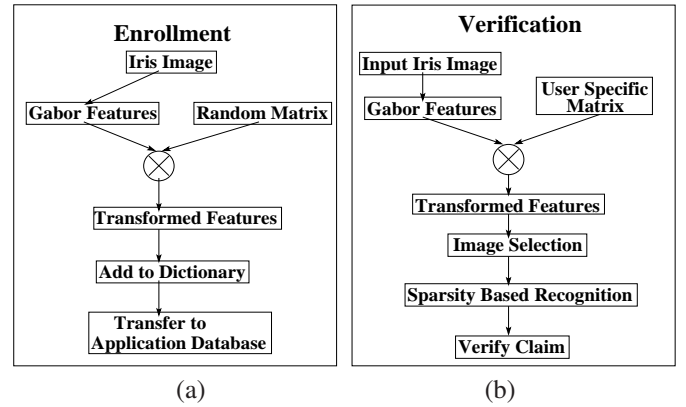 Enrollment
Iris Image
Gabor Features
Random Matrix
Transformed Features
Add to Dictionary
Transfer to
Application Database
(a)
Verification
Input Iris Image
Gabor Features
User Specific
Matrix
Transformed Features
Image Selection
Sparsity Based Recognition
Verify Claim
(b)